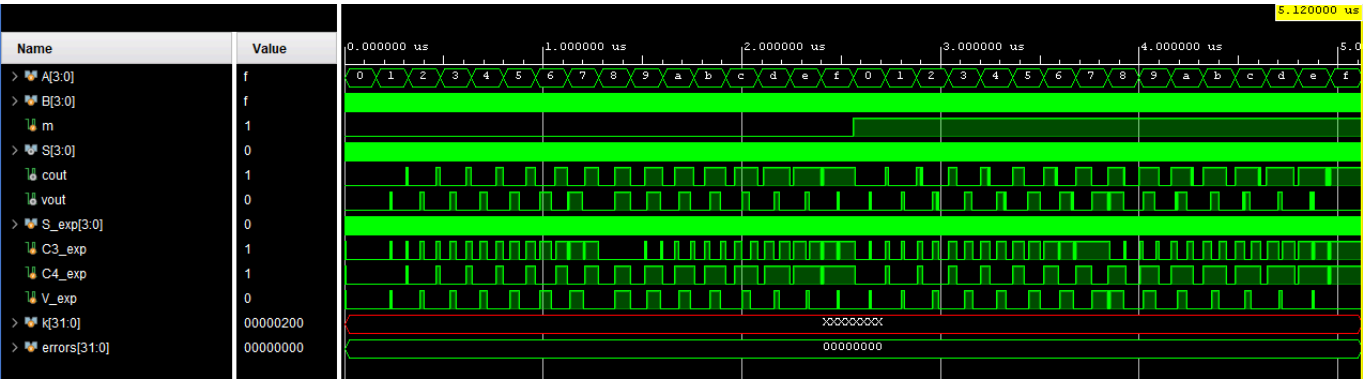 5.120000 us
Name Value 0.000000 us 1.000000 us 2.000000 us 3.000000 us 4.000000 us 5.0
A[3:0] f 0 1 2 3 4 5 6 7 8 9 a b c d e f 0 1 2 3 4 5 6 7 8 9 a b c d e f
B[3:0] f
m 1
S[3:0] 0
cout 1
vout 0
S_exp[3:0] 0
C3_exp 1
C4_exp 1
V_exp 0
k[31:0] 00000200 XXXXXXXX
errors[31:0] 00000000 00000000